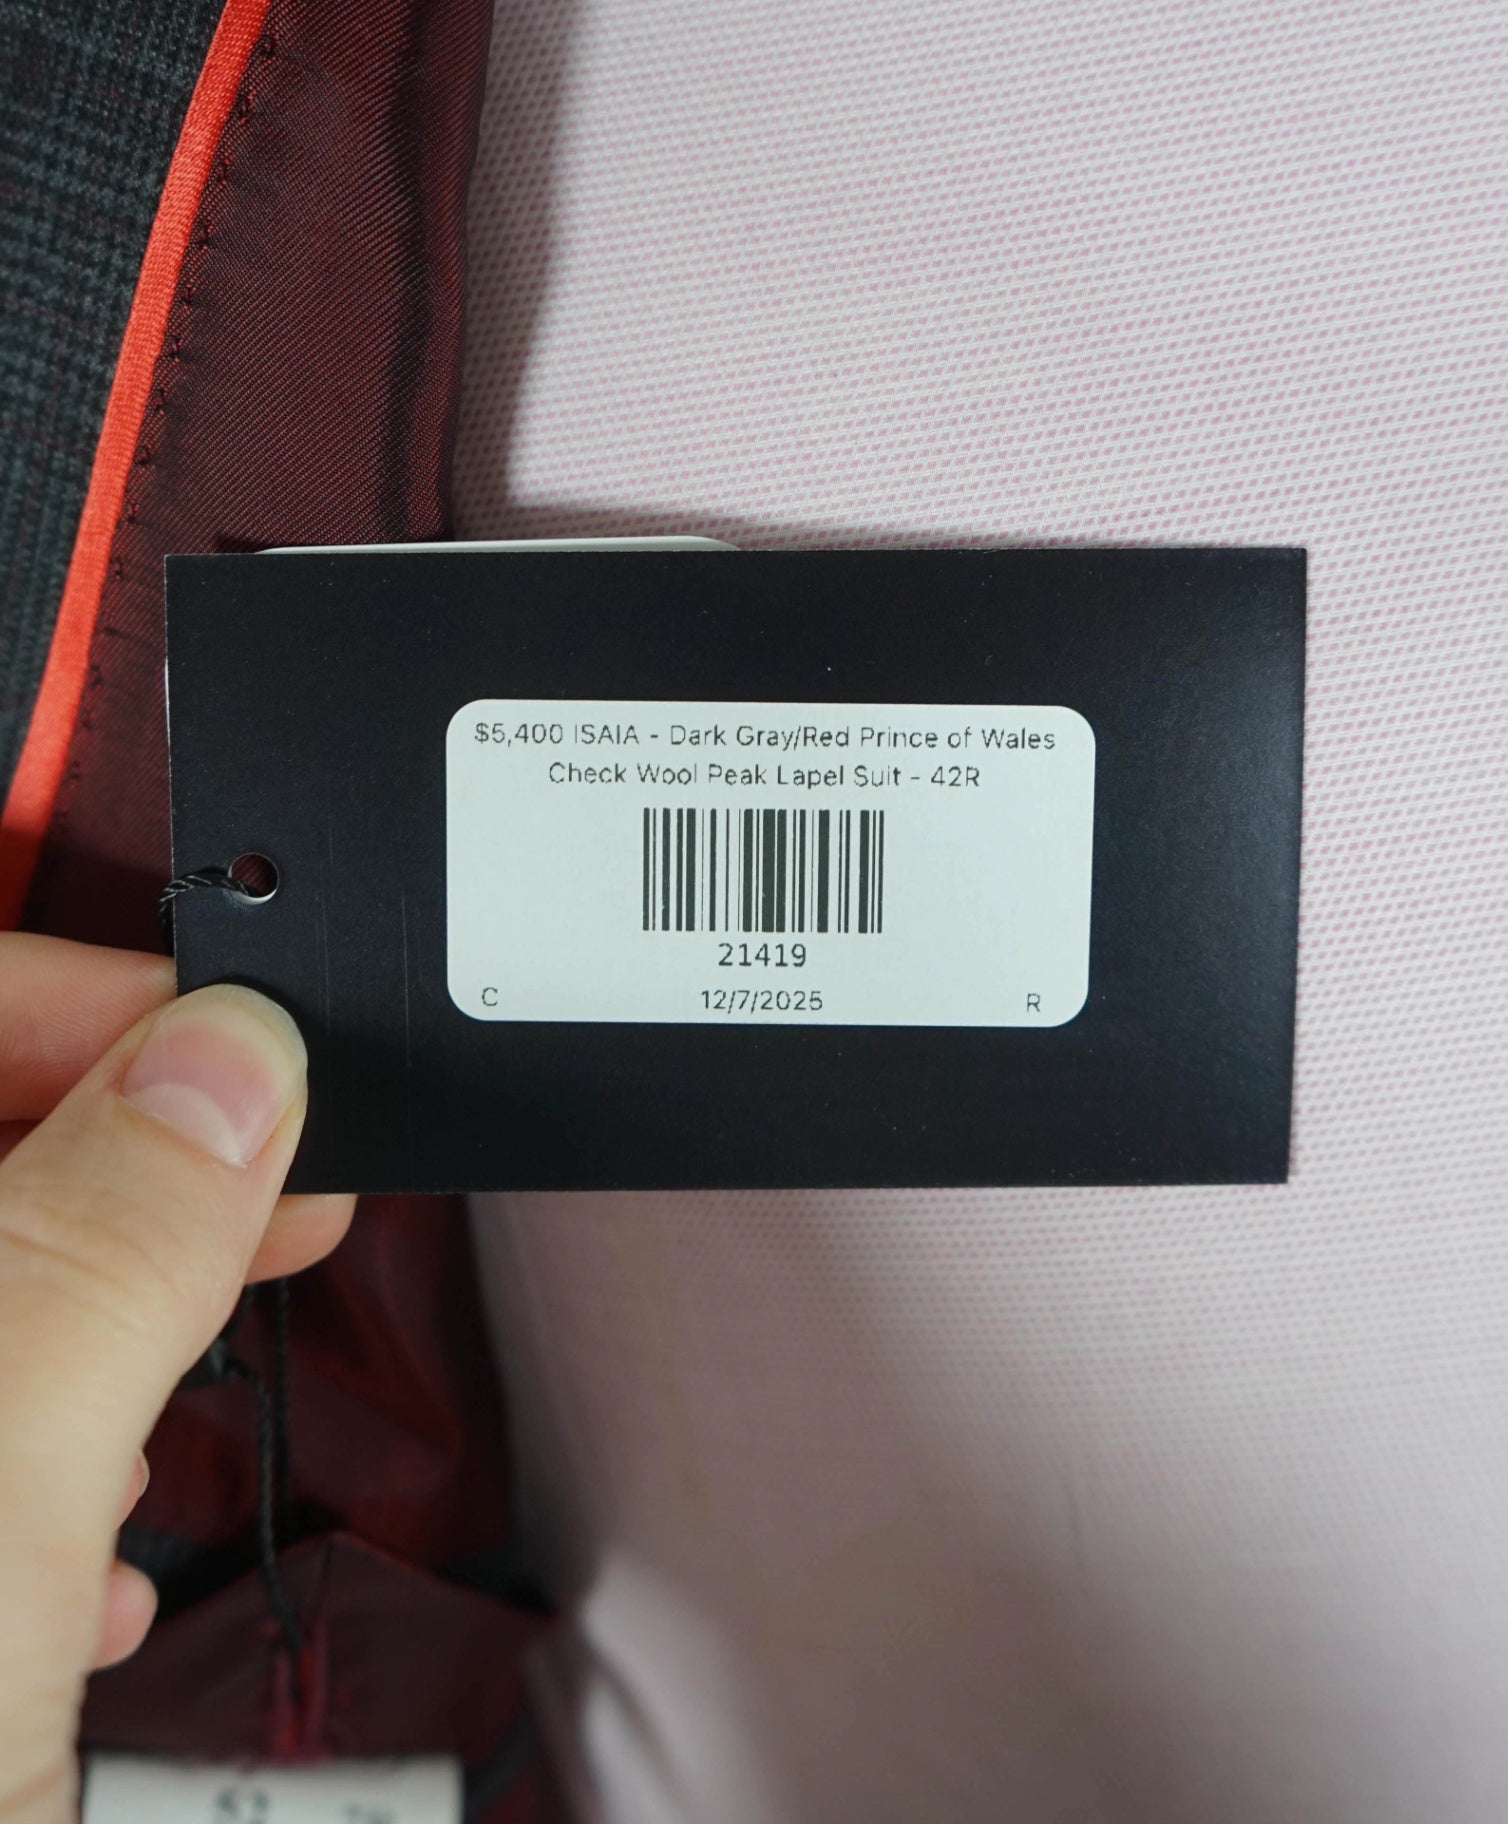 $5,400 ISAIA - Dark Gray/Red Prince of Wales
Check Wool Peak Lapel Suit - 42R
21419
C 12/7/2025 R
52